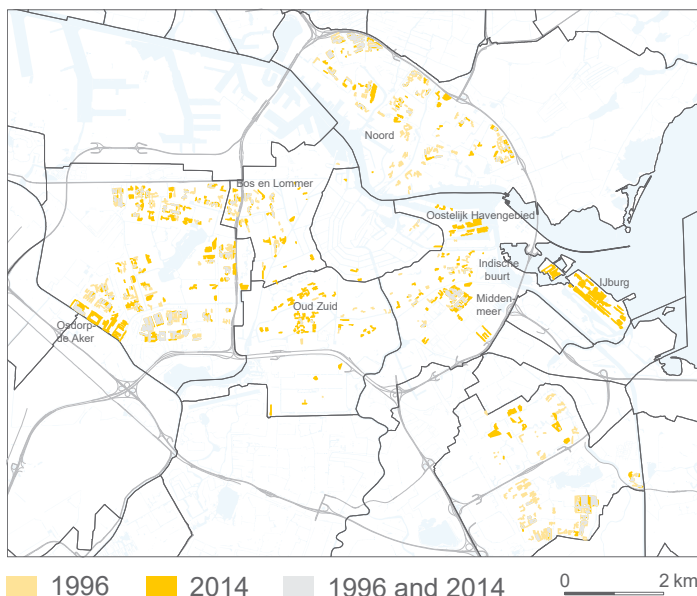 Noord
Bos en Lommer
Oostelijk Havengebied
Indische
buurt
IJburg
Midden-
meer
Oud Zuid
Osdorp-
de Aker
1996
2014
1996 and 2014
0
2 km